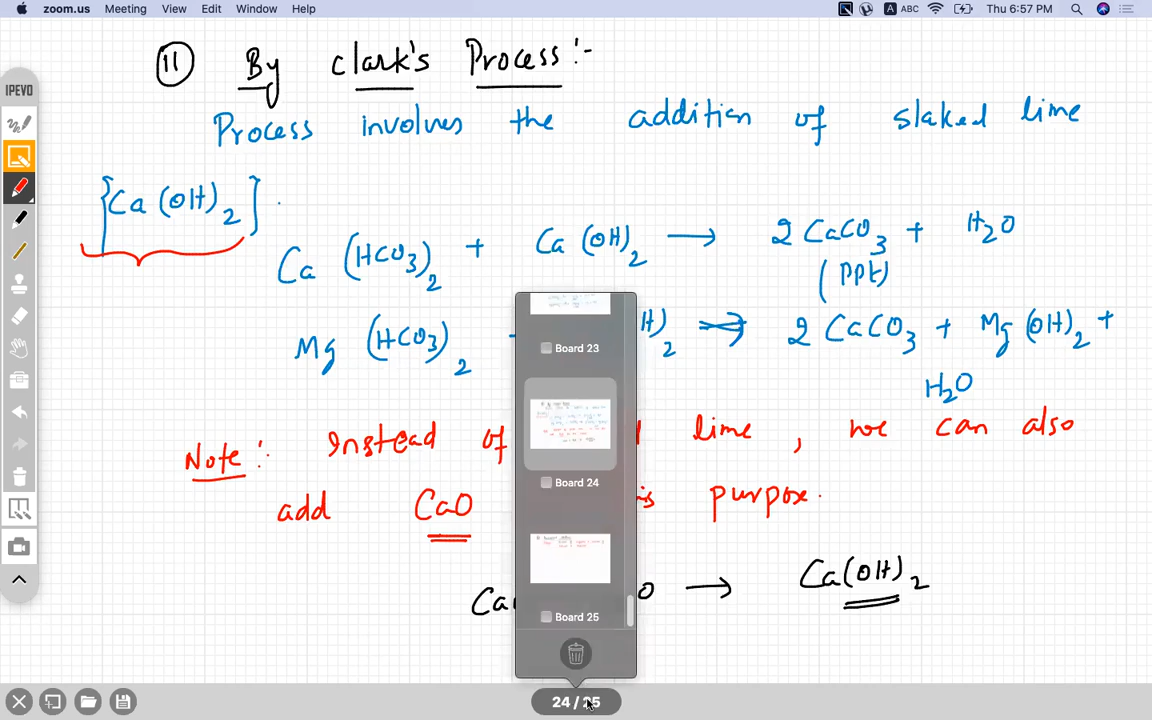 zoom.us Meeting View Edit Window Help A ABC Thu 6:57 PM
IPEVO
(11) By clark's Process :-
Process involves the addition of slaked lime
{Ca(OH)2].
Ca (HCO3)2 + Ca (OH)2 → 2 CaCO3 + H2O
(ppt)
Mg (HCO3)2 H)2 → 2 CaCO3 + Mg (OH)2 +
H2O
Note : Instead of lime , we can also
add CaO is purpose.
Ca O → Ca(OH)2
Board 23
Board 24
Board 25
24 / 25